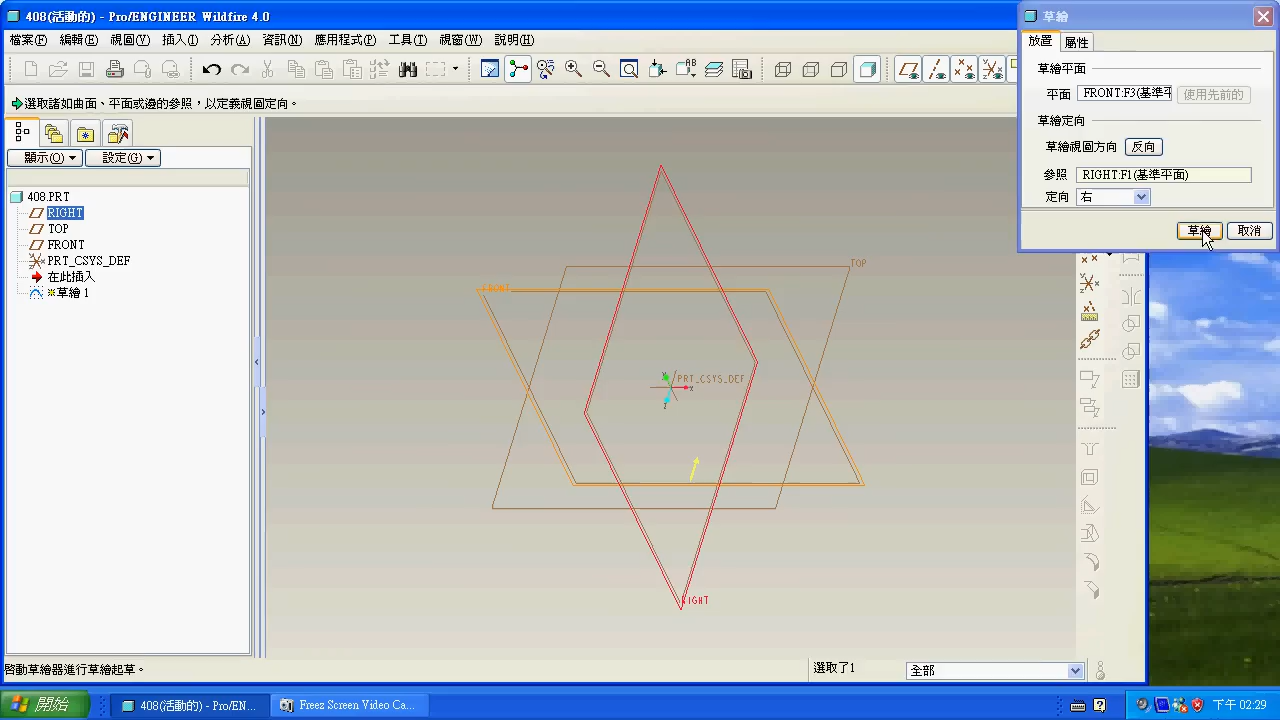 408(活動的) - Pro/ENGINEER Wildfire 4.0
檔案(F) 編輯(E) 視圖(V) 插入(I) 分析(A) 資訊(N) 應用程式(P) 工具(T) 視窗(W) 說明(H)
選取諸如曲面、平面或邊的參照，以定義視圖定向。
顯示(O) 設定(G)
408.PRT
RIGHT
TOP
FRONT
PRT_CSYS_DEF
在此插入
草繪 1
TOP
FRONT
PRT_CSYS_DEF
Y
X
Z
RIGHT
草繪
放置 屬性
草繪平面
平面 FRONT:F3(基準平 使用先前的
草繪定向
草繪視圖方向 反向
參照 RIGHT:F1(基準平面)
定向 右
草繪 取消
啓動草繪器進行草繪起草。
選取了1 全部
開始 408(活動的) - Pro/EN... Freez Screen Video Ca... 下午 02:29